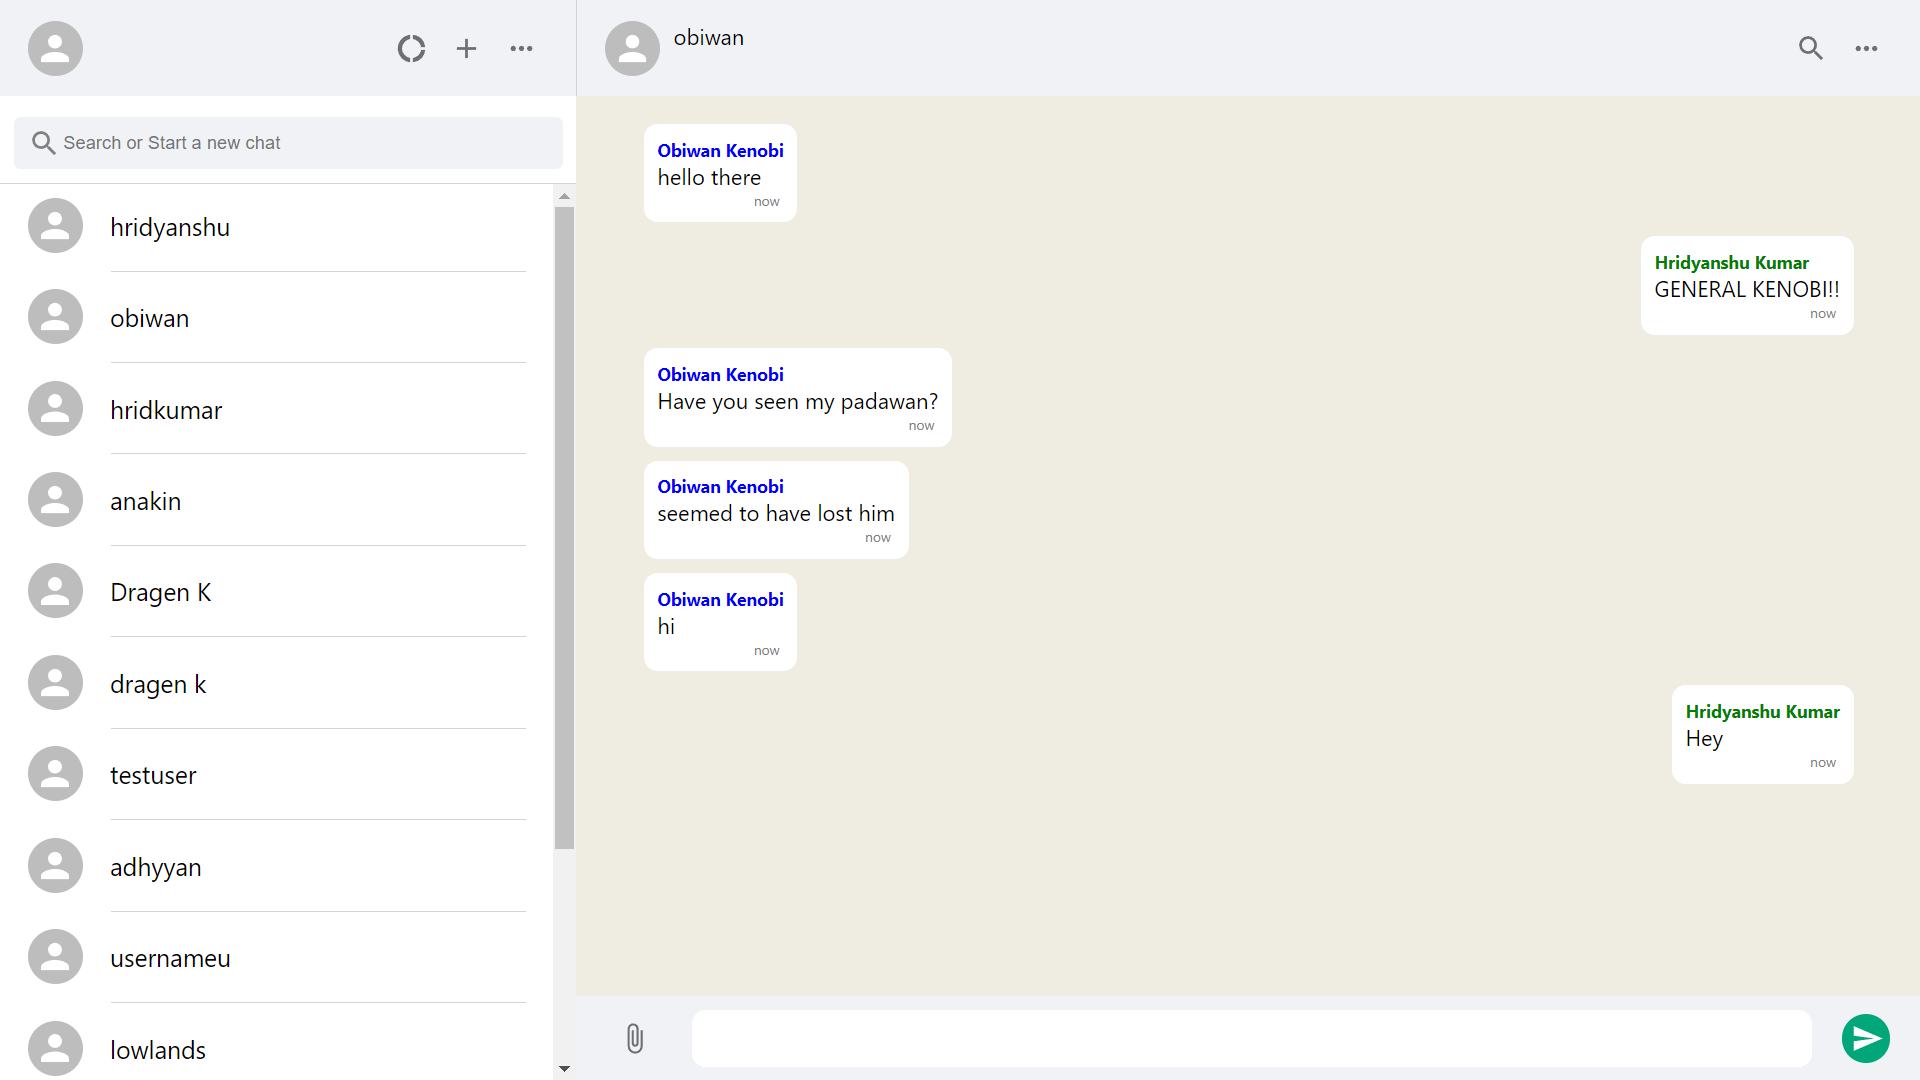 Search or Start a new chat
hridyanshu
obiwan
hridkumar
anakin
Dragen K
dragen k
testuser
adhyyan
usernameu
lowlands
obiwan
Obiwan Kenobi
hello there
now
Hridyanshu Kumar
GENERAL KENOBI!!
now
Obiwan Kenobi
Have you seen my padawan?
now
Obiwan Kenobi
seemed to have lost him
now
Obiwan Kenobi
hi
now
Hridyanshu Kumar
Hey
now